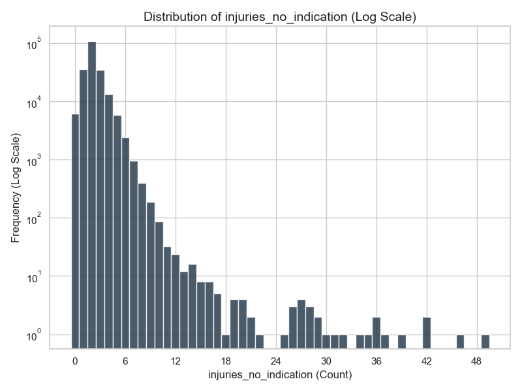 Distribution of injuries_no_indication (Log Scale)
Frequency (Log Scale)
10^5
10^4
10^3
10^2
10^1
10^0
0 6 12 18 24 30 36 42 48
injuries_no_indication (Count)